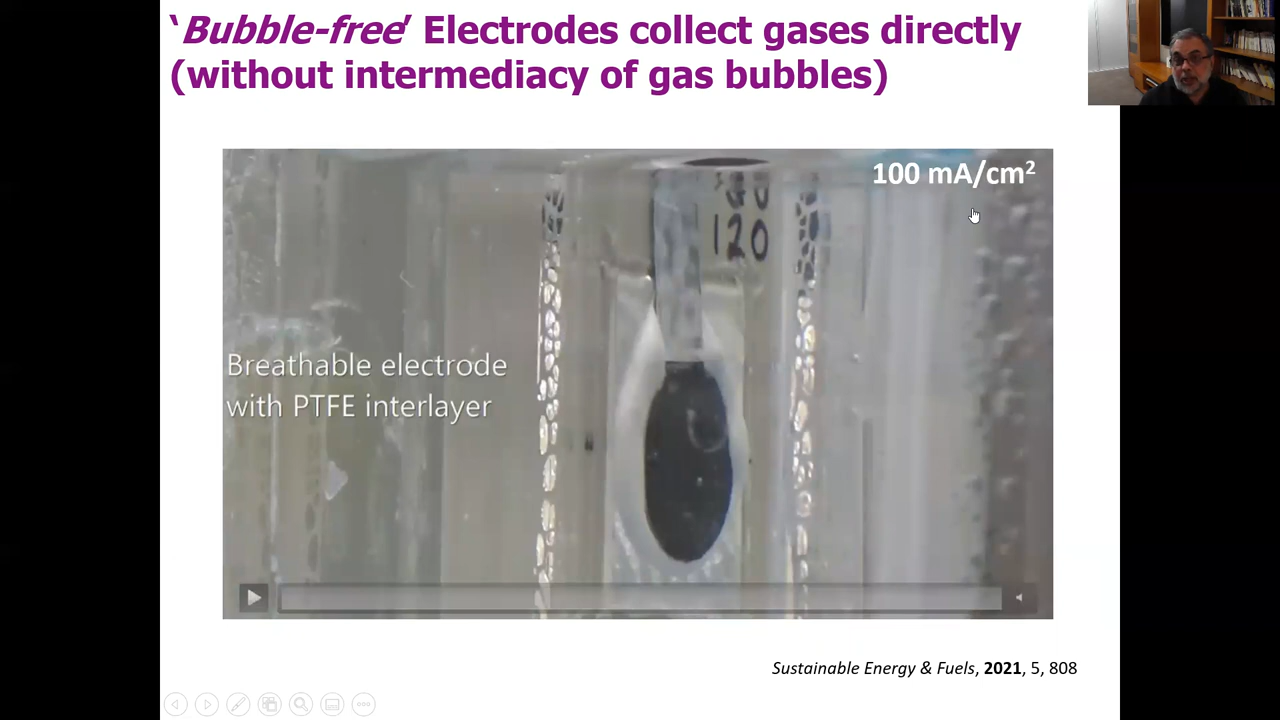 ‘Bubble-free’ Electrodes collect gases directly
(without intermediacy of gas bubbles)
100 mA/cm²
120
Breathable electrode
with PTFE interlayer
Sustainable Energy & Fuels, 2021, 5, 808